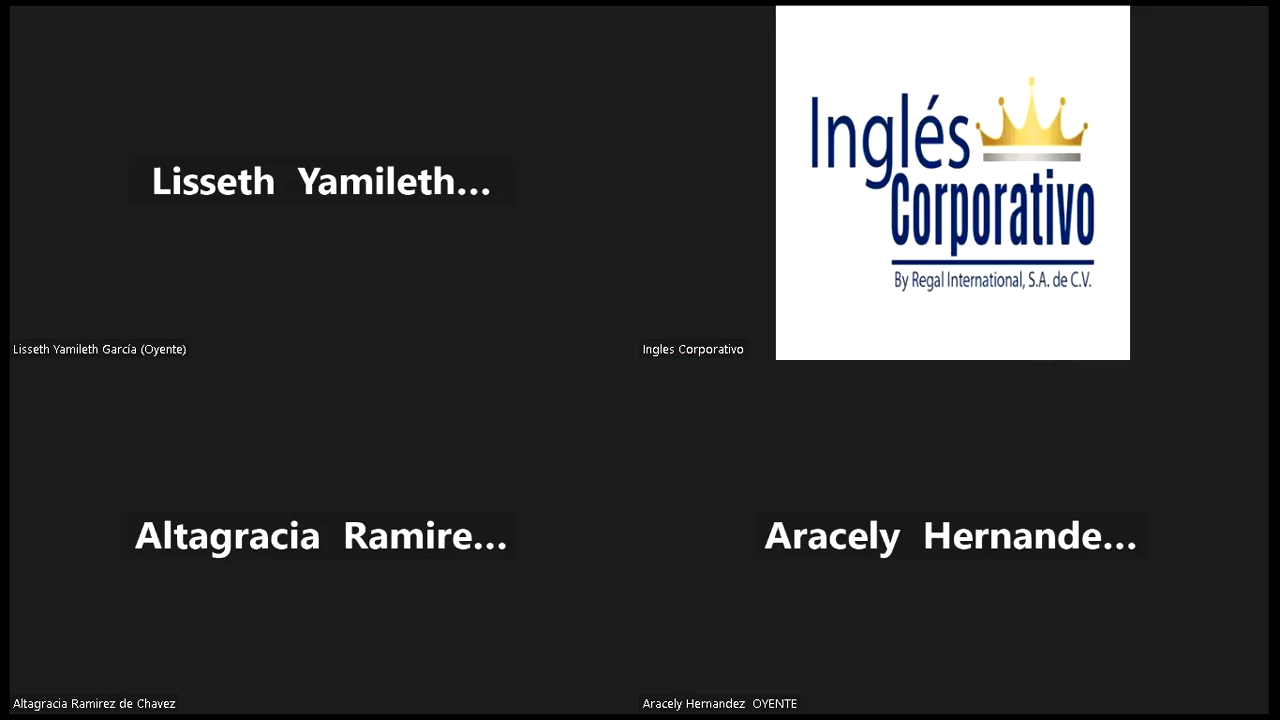 Lisseth Yamileth...
Lisseth Yamileth García (Oyente)
Inglés
Corporativo
By Regal International, S.A. de C.V.
Ingles Corporativo
Altagracia Ramire...
Altagracia Ramirez de Chavez
Aracely Hernande...
Aracely Hernandez OYENTE